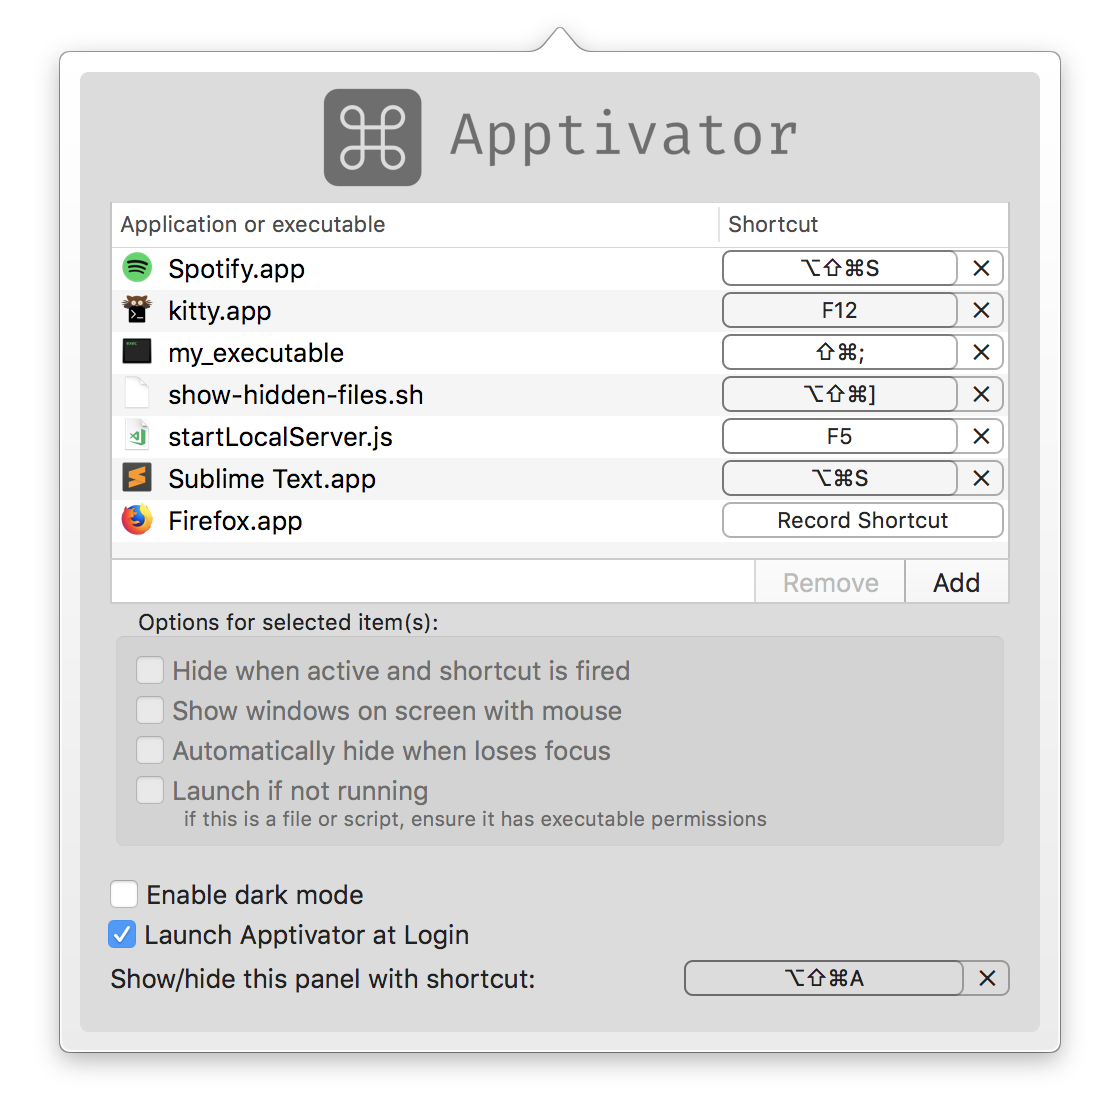 ⌘ Apptivator
Application or executable Shortcut
Spotify.app ⌥⇧⌘S ✕
kitty.app F12 ✕
my_executable ⇧⌘; ✕
show-hidden-files.sh ⌥⇧⌘] ✕
startLocalServer.js F5 ✕
Sublime Text.app ⌥⌘S ✕
Firefox.app Record Shortcut
Remove Add
Options for selected item(s):
Hide when active and shortcut is fired
Show windows on screen with mouse
Automatically hide when loses focus
Launch if not running
if this is a file or script, ensure it has executable permissions
Enable dark mode
Launch Apptivator at Login
Show/hide this panel with shortcut: ⌥⇧⌘A ✕